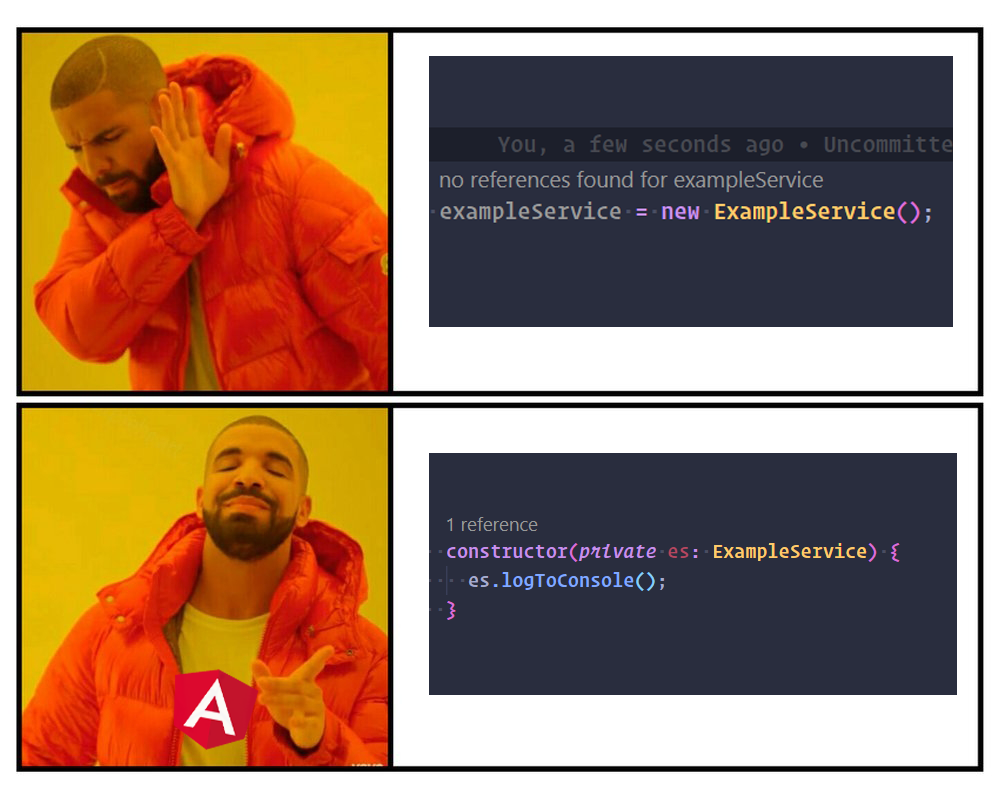 You, a few seconds ago • Uncommitte
no references found for exampleService
exampleService = new ExampleService();
1 reference
constructor(private es: ExampleService) {
es.logToConsole();
}
A